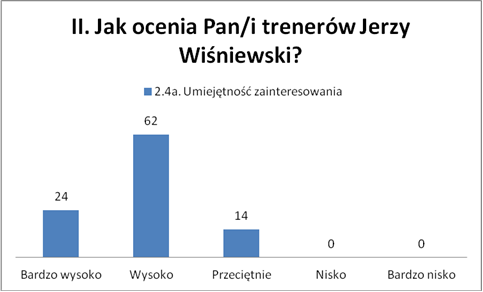 II. Jak ocenia Pan/i trenerów Jerzy
Wiśniewski?
2.4a. Umiejętność zainteresowania
24
62
14
0
0
Bardzo wysoko
Wysoko
Przeciętnie
Nisko
Bardzo nisko